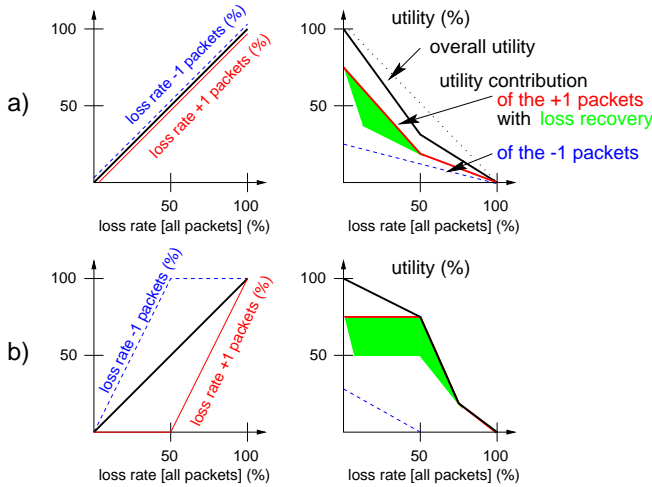 a)
100
50
loss rate -1 packets (%)
loss rate +1 packets (%)
50
100
loss rate [all packets] (%)
utility (%)
100
50
overall utility
utility contribution
of the +1 packets
with loss recovery
of the -1 packets
50
100
loss rate [all packets] (%)
b)
100
50
loss rate -1 packets (%)
loss rate +1 packets (%)
50
100
loss rate [all packets] (%)
utility (%)
100
50
50
100
loss rate [all packets] (%)